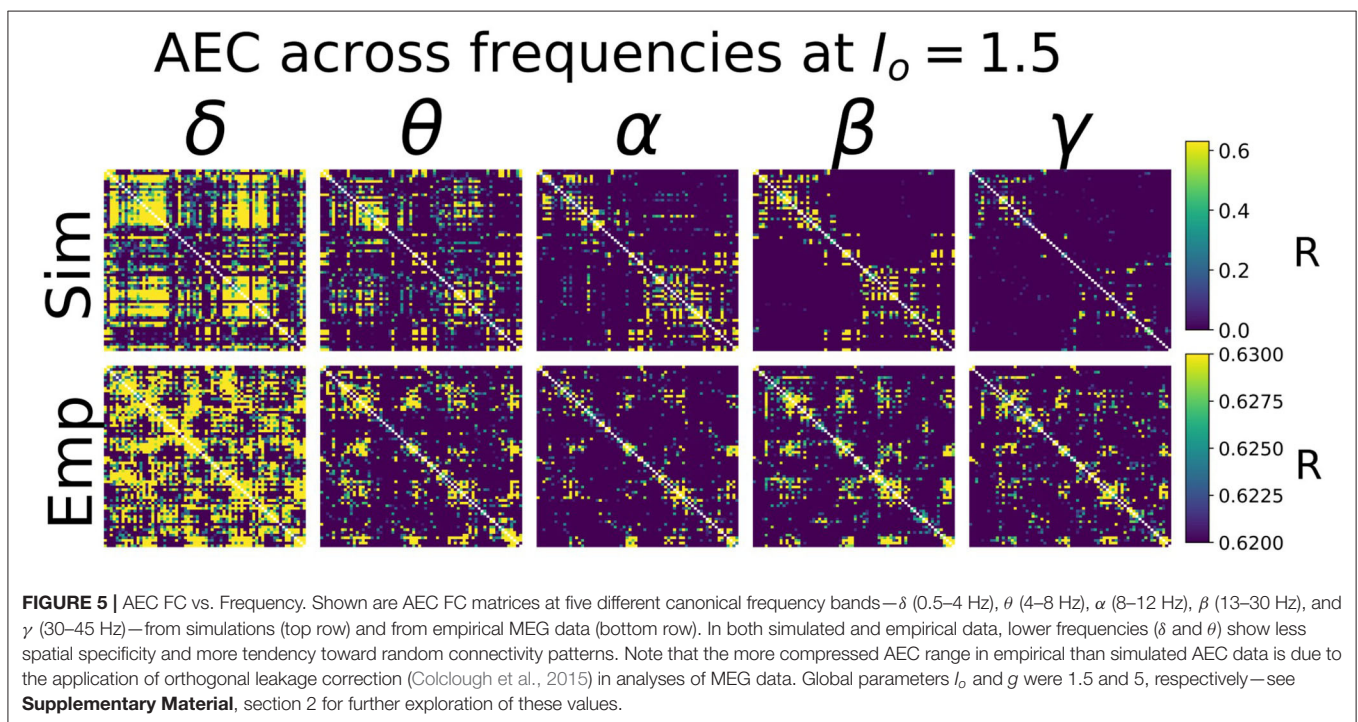 AEC across frequencies at I_o = 1.5
δ θ α β γ
Sim
0.6
0.4
0.2
0.0
R
Emp
0.6300
0.6275
0.6250
0.6225
0.6200
R
FIGURE 5 | AEC FC vs. Frequency. Shown are AEC FC matrices at five different canonical frequency bands—δ (0.5–4 Hz), θ (4–8 Hz), α (8–12 Hz), β (13–30 Hz), and
γ (30–45 Hz)—from simulations (top row) and from empirical MEG data (bottom row). In both simulated and empirical data, lower frequencies (δ and θ) show less
spatial specificity and more tendency toward random connectivity patterns. Note that the more compressed AEC range in empirical than simulated AEC data is due to
the application of orthogonal leakage correction (Colclough et al., 2015) in analyses of MEG data. Global parameters I_o and g were 1.5 and 5, respectively—see
Supplementary Material, section 2 for further exploration of these values.